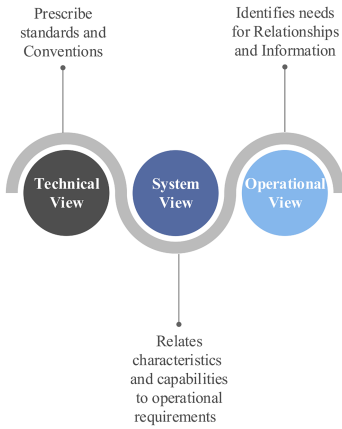 Prescribe
standards and
Conventions
Identifies needs
for Relationships
and Information
Technical
View
System
View
Operational
View
Relates
characteristics
and capabilities
to operational
requirements